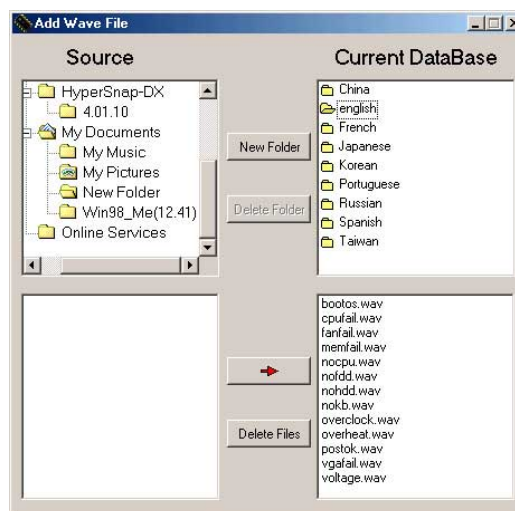 Add Wave File
Source
Current DataBase
HyperSnap-DX
4.01.10
My Documents
My Music
My Pictures
New Folder
Win98_Me(12.41)
Online Services
New Folder
Delete Folder
China
english
French
Japanese
Korean
Portuguese
Russian
Spanish
Taiwan
Delete Files
bootos.wav
cpufail.wav
fanfail.wav
memfail.wav
nocpu.wav
nofdd.wav
nohdd.wav
nokb.wav
overclock.wav
overheat.wav
postok.wav
vgafail.wav
voltage.wav